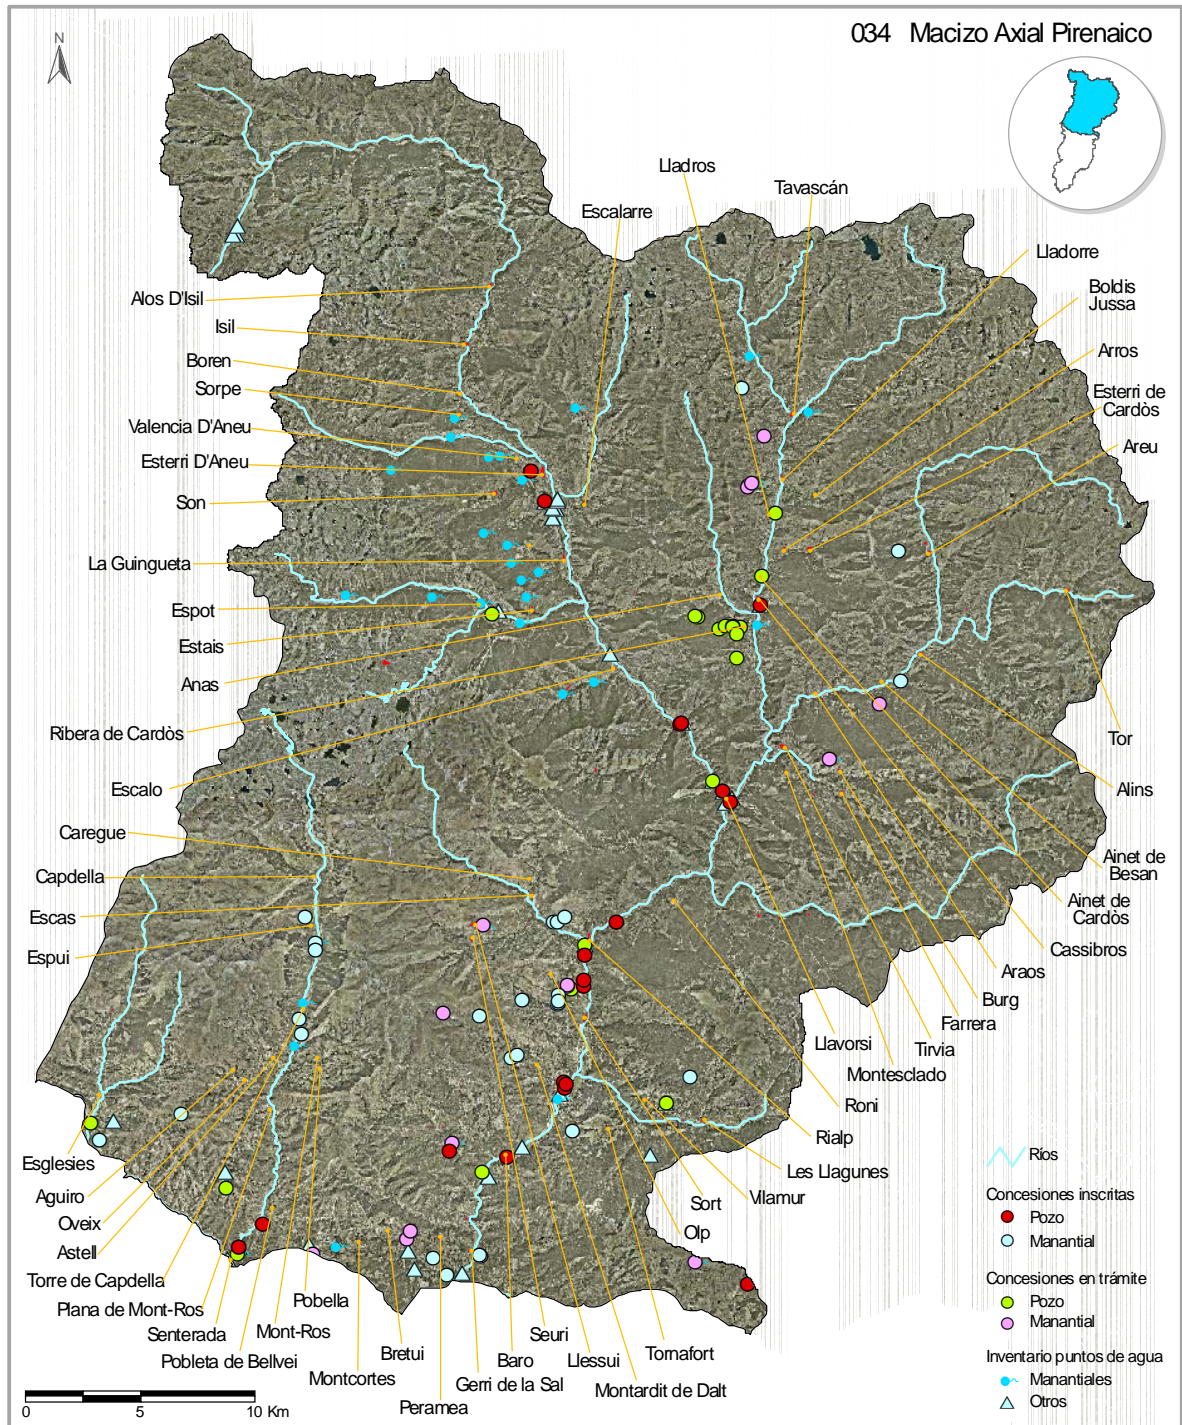 034 Macizo Axial Pirenaico
N
Lladros
Tavascán
Escalarre
Lladorre
Boldis
Jussa
Arros
Esterri de
Cardòs
Areu
Alos D'Isil
Isil
Boren
Sorpe
Valencia D'Aneu
Esterri D'Aneu
Son
La Guingueta
Espot
Estais
Anas
Ribera de Cardòs
Escalo
Caregue
Capdella
Escas
Espui
Tor
Alins
Ainet de
Besan
Ainet de
Cardòs
Cassibros
Araos
Burg
Farrera
Tirvia
Llavorsi
Montesclado
Roni
Rialp
Les Llagunes
Vilamur
Sort
Olp
Esglesies
Aguiro
Oveix
Astell
Torre de Capdella
Plana de Mont-Ros
Senterada
Pobleta de Bellvei
Pobella
Mont-Ros
Montcortes
Bretui
Peramea
Gerri de la Sal
Baro
Seuri
Llessui
Montardit de Dalt
Tornafort
Ríos
Concesiones inscritas
Pozo
Manantial
Concesiones en trámite
Pozo
Manantial
Inventario puntos de agua
Manantiales
Otros
0 5 10 Km